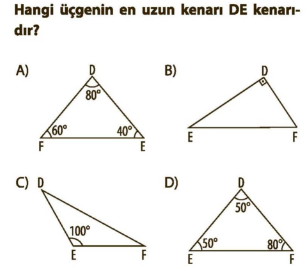 Hangi üçgenin en uzun kenarı DE kenarı-
dır?
A) D B) D
80°
60° 40°
F E E F
C) D D) D
50°
100° 50° 80°
E F E F